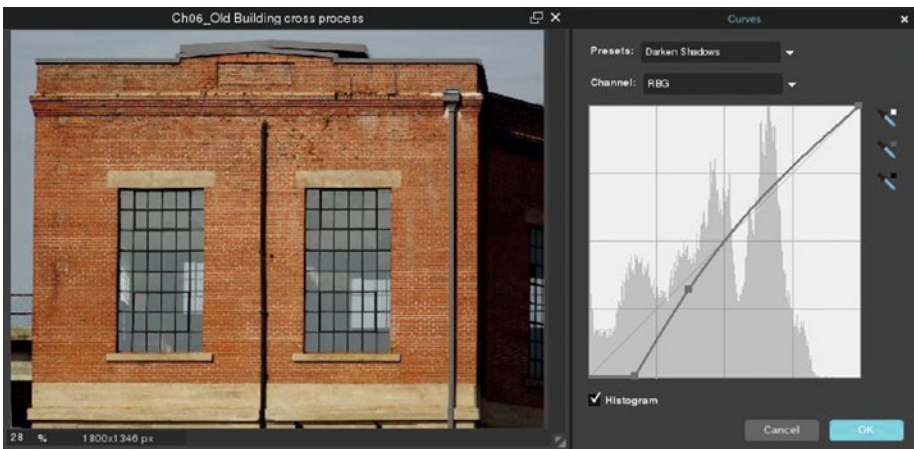 Ch06_Old Building cross process
28 % 1800x1346 px
Curves
Presets: Darken Shadows
Channel: RBG
Histogram
Cancel OK